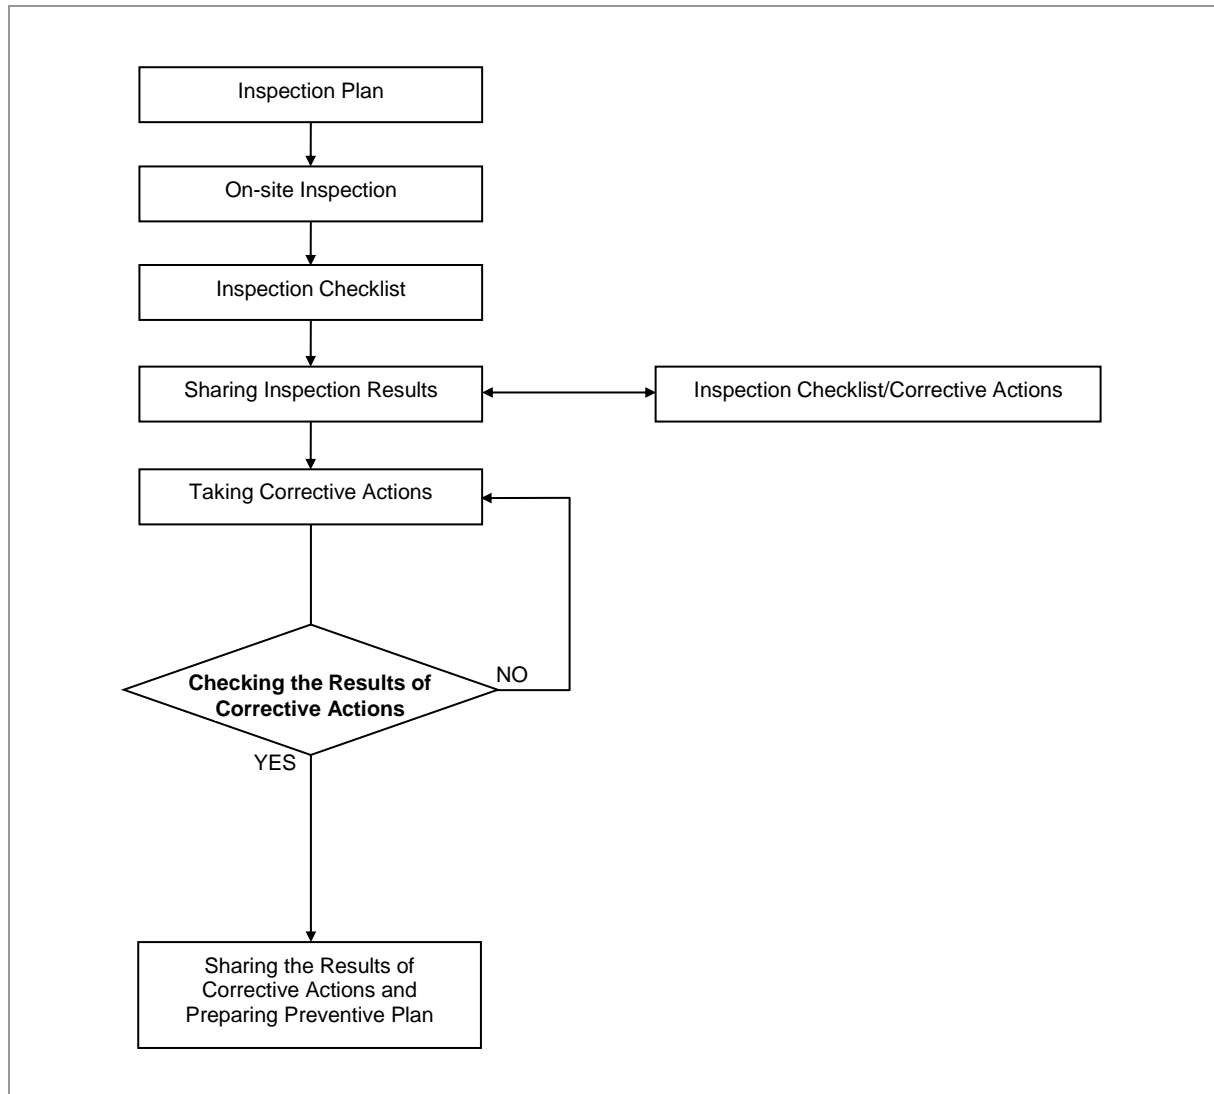 Inspection Plan
On-site Inspection
Inspection Checklist
Sharing Inspection Results
Inspection Checklist/Corrective Actions
Taking Corrective Actions
NO
Checking the Results of
Corrective Actions
YES
Sharing the Results of
Corrective Actions and
Preparing Preventive Plan